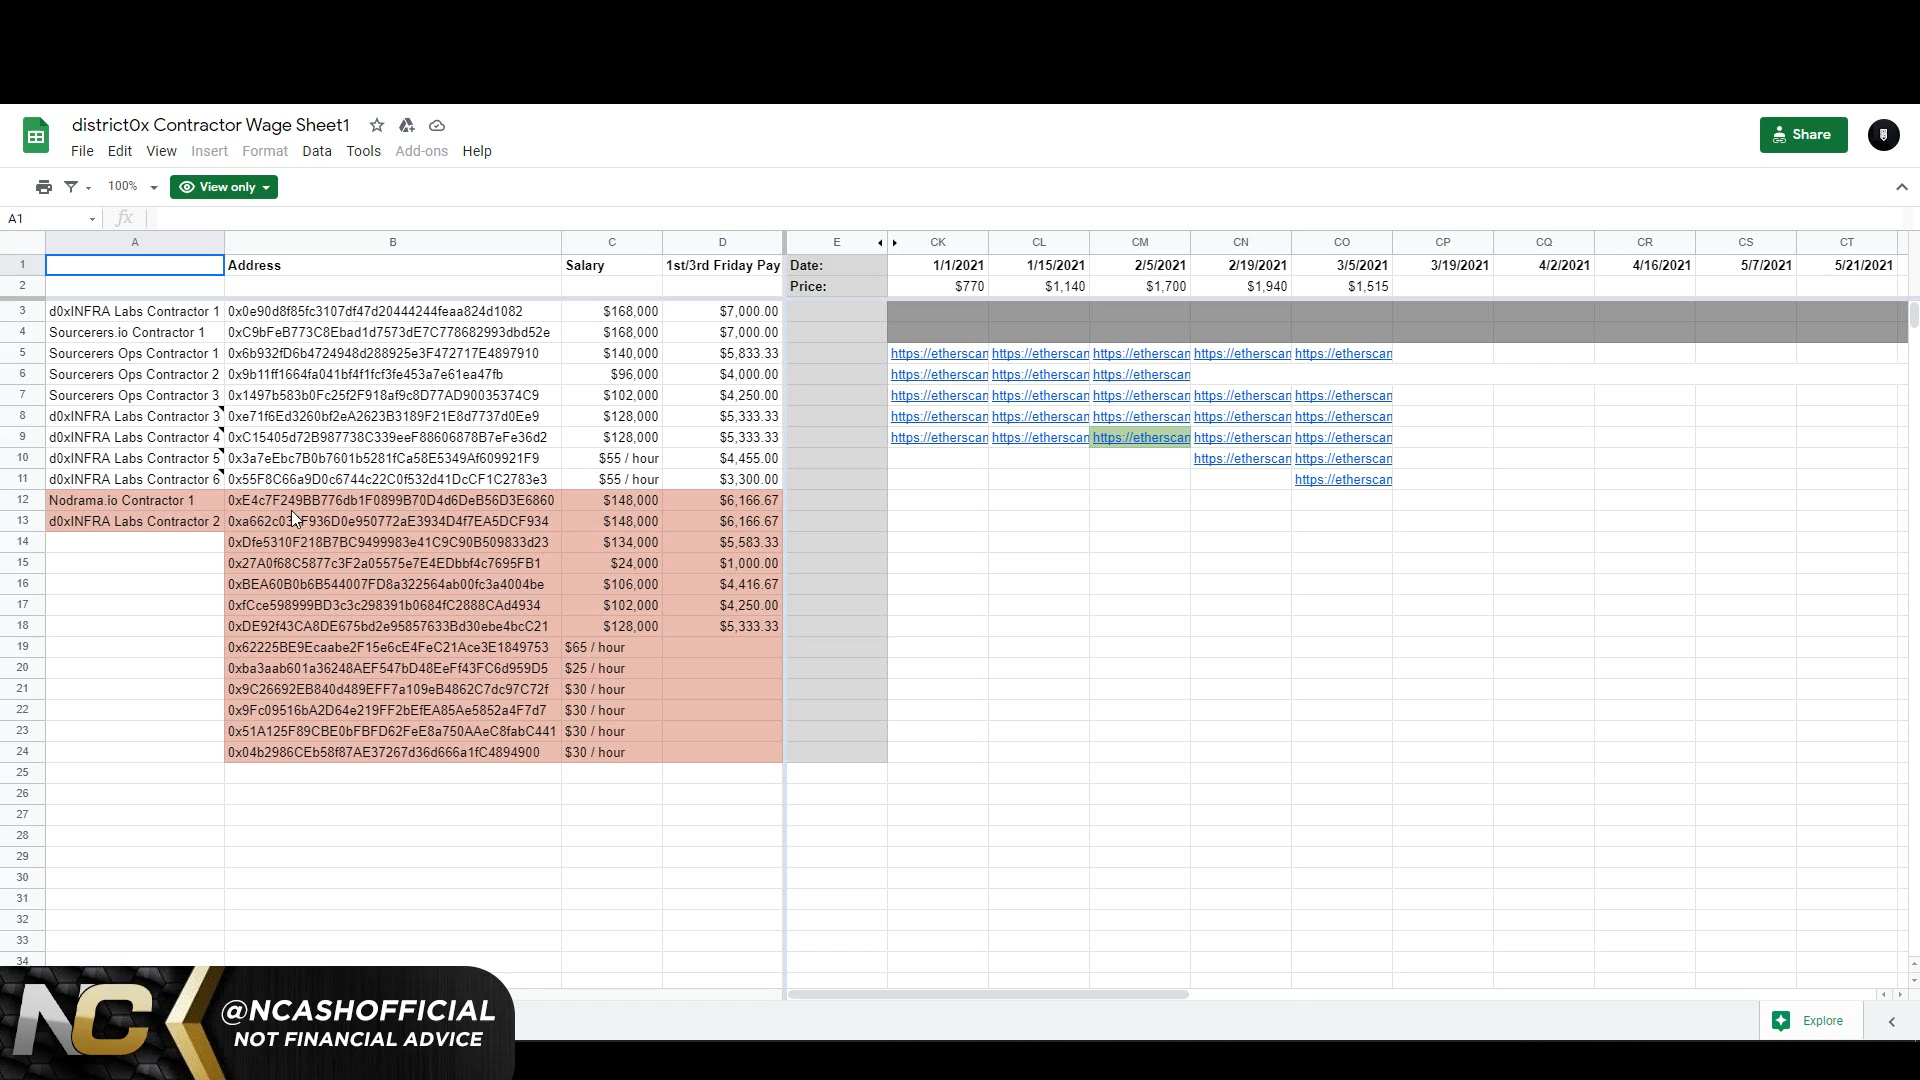 district0x Contractor Wage Sheet1
Share
File Edit View Insert Format Data Tools Add-ons Help
100% View only
A1 fx
A B C D E CK CL CM CN CO CP CQ CR CS CT
1 Address Salary 1st/3rd Friday Pay Date: 1/1/2021 1/15/2021 2/5/2021 2/19/2021 3/5/2021 3/19/2021 4/2/2021 4/16/2021 5/7/2021 5/21/2021
2 Price: $770 $1,140 $1,700 $1,940 $1,515
3 d0xINFRA Labs Contractor 1 0x0e90d8f85fc3107df47d20444244feaa824d1082 $168,000 $7,000.00
4 Sourcerers.io Contractor 1 0xC9bFeB773C8Ebad1d7573dE7C778682993dbd52e $168,000 $7,000.00
5 Sourcerers Ops Contractor 1 0x6b932fD6b4724948d288925e3F472717E4897910 $140,000 $5,833.33 https://etherscan https://etherscan https://etherscan https://etherscan https://etherscan
6 Sourcerers Ops Contractor 2 0x9b11ff1664fa041bf4f1fcf3fe453a7e61ea47fb $96,000 $4,000.00 https://etherscan https://etherscan https://etherscan
7 Sourcerers Ops Contractor 3 0x1497b583b0Fc25f2F918af9c8D77AD90035374C9 $102,000 $4,250.00 https://etherscan https://etherscan https://etherscan https://etherscan https://etherscan
8 d0xINFRA Labs Contractor 3 0xe71f6Ed3260bf2eA2623B3189F21E8d7737d0Ee9 $128,000 $5,333.33 https://etherscan https://etherscan https://etherscan https://etherscan https://etherscan
9 d0xINFRA Labs Contractor 4 0xC15405d72B987738C339eeF88606878B7eFe36d2 $128,000 $5,333.33 https://etherscan https://etherscan https://etherscan https://etherscan https://etherscan
10 d0xINFRA Labs Contractor 5 0x3a7eEbc7B0b7601b5281fCa58E5349Af609921F9 $55 / hour $4,455.00 https://etherscan https://etherscan
11 d0xINFRA Labs Contractor 6 0x55F8C66a9D0c6744c22C0f532d41DcCF1C2783e3 $55 / hour $3,300.00 https://etherscan
12 Nodrama.io Contractor 1 0xE4c7F249BB776db1F0899B70D4d6DeB56D3E6860 $148,000 $6,166.67
13 d0xINFRA Labs Contractor 2 $148,000 $6,166.67
14 0xDfe5310F218B7BC9499983e41C9C90B509833d23 $134,000 $5,583.33
15 0x27A0f68C5877c3F2a05575e7E4EDbbf4c7695FB1 $24,000 $1,000.00
16 0xBEA60B0b6B544007FD8a322564ab00fc3a4004be $106,000 $4,416.67
17 0xfCce598999BD3c3c298391b0684fC2888CAd4934 $102,000 $4,250.00
18 0xDE92f43CA8DE675bd2e95857633Bd30ebe4bcC21 $128,000 $5,333.33
19 0x62225BE9Ecaabe2F15e6cE4FeC21Ace3E1849753 $65 / hour
20 0xba3aab601a36248AEF547bD48EeFf43FC6d959D5 $25 / hour
21 0x9C26692EB840d489EFF7a109eB4862C7dc97C72f $30 / hour
22 0x9Fc09516bA2D64e219FF2bEfEA85Ae5852a4F7d7 $30 / hour
23 0x51A125F89CBE0bFBFD62FeE8a750AAeC8fabC441 $30 / hour
24 0x04b2986CEb58f87AE37267d36d666a1fC4894900 $30 / hour
25
26
27
28
29
30
31
32
33
34
NC
@NCASHOFFICIAL
NOT FINANCIAL ADVICE
Explore